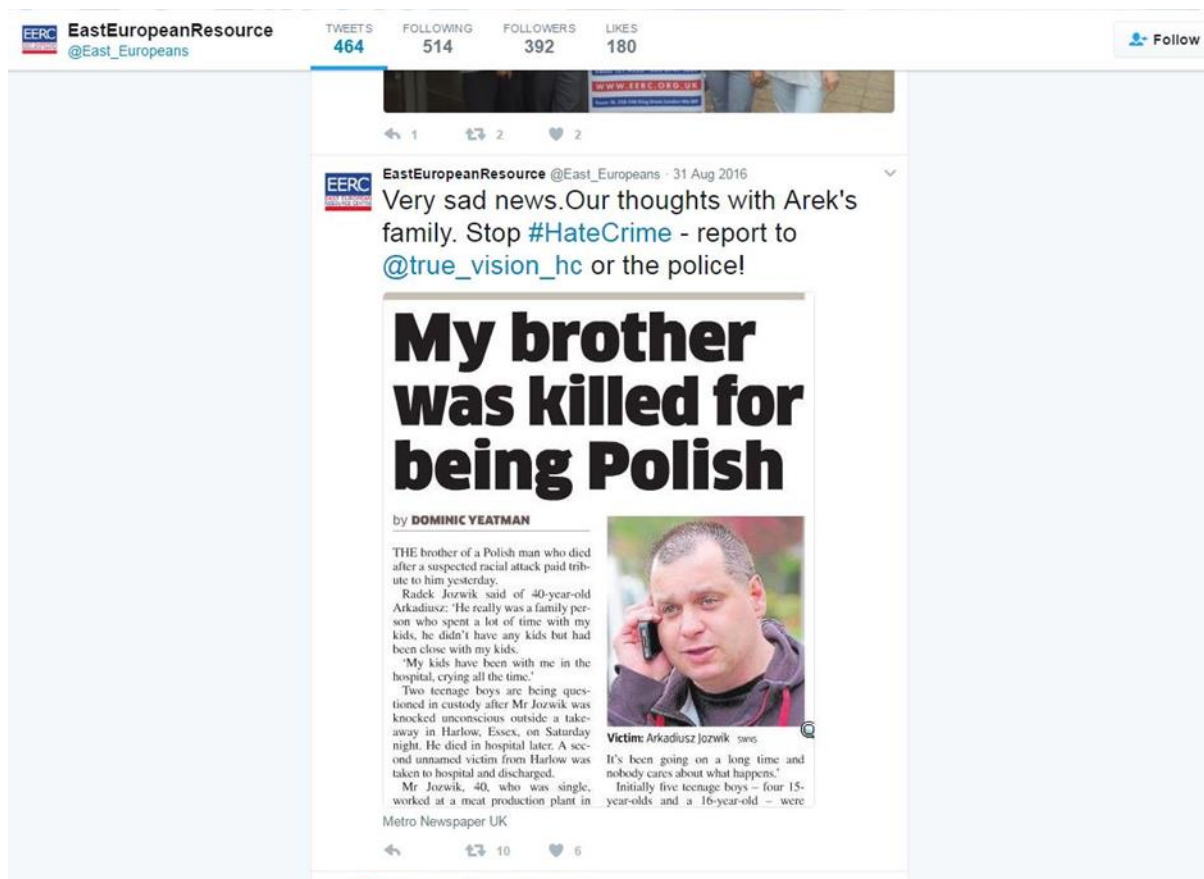 EERC
EastEuropeanResource
@East_Europeans
TWEETS
464
FOLLOWING
514
FOLLOWERS
392
LIKES
180
Follow
WWW.EERC.ORG.UK
1
2
2
EERC
EastEuropeanResource @East_Europeans · 31 Aug 2016
Very sad news.Our thoughts with Arek's
family. Stop #HateCrime - report to
@true_vision_hc or the police!
My brother
was killed for
being Polish
by DOMINIC YEATMAN
THE brother of a Polish man who died
after a suspected racial attack paid trib-
ute to him yesterday.
Radek Jozwik said of 40-year-old
Arkadiusz: 'He really was a family per-
son who spent a lot of time with my
kids, he didn't have any kids but had
been close with my kids.
'My kids have been with me in the
hospital, crying all the time.'
Two teenage boys are being ques-
tioned in custody after Mr Jozwik was
knocked unconscious outside a take-
away in Harlow, Essex, on Saturday
night. He died in hospital later. A sec-
ond unnamed victim from Harlow was
taken to hospital and discharged.
Mr Jozwik, 40, who was single,
worked at a meat production plant in
Victim: Arkadiusz Jozwik SWNS
It's been going on a long time and
nobody cares about what happens.'
Initially five teenage boys – four 15-
year-olds and a 16-year-old – were
Metro Newspaper UK
10
6